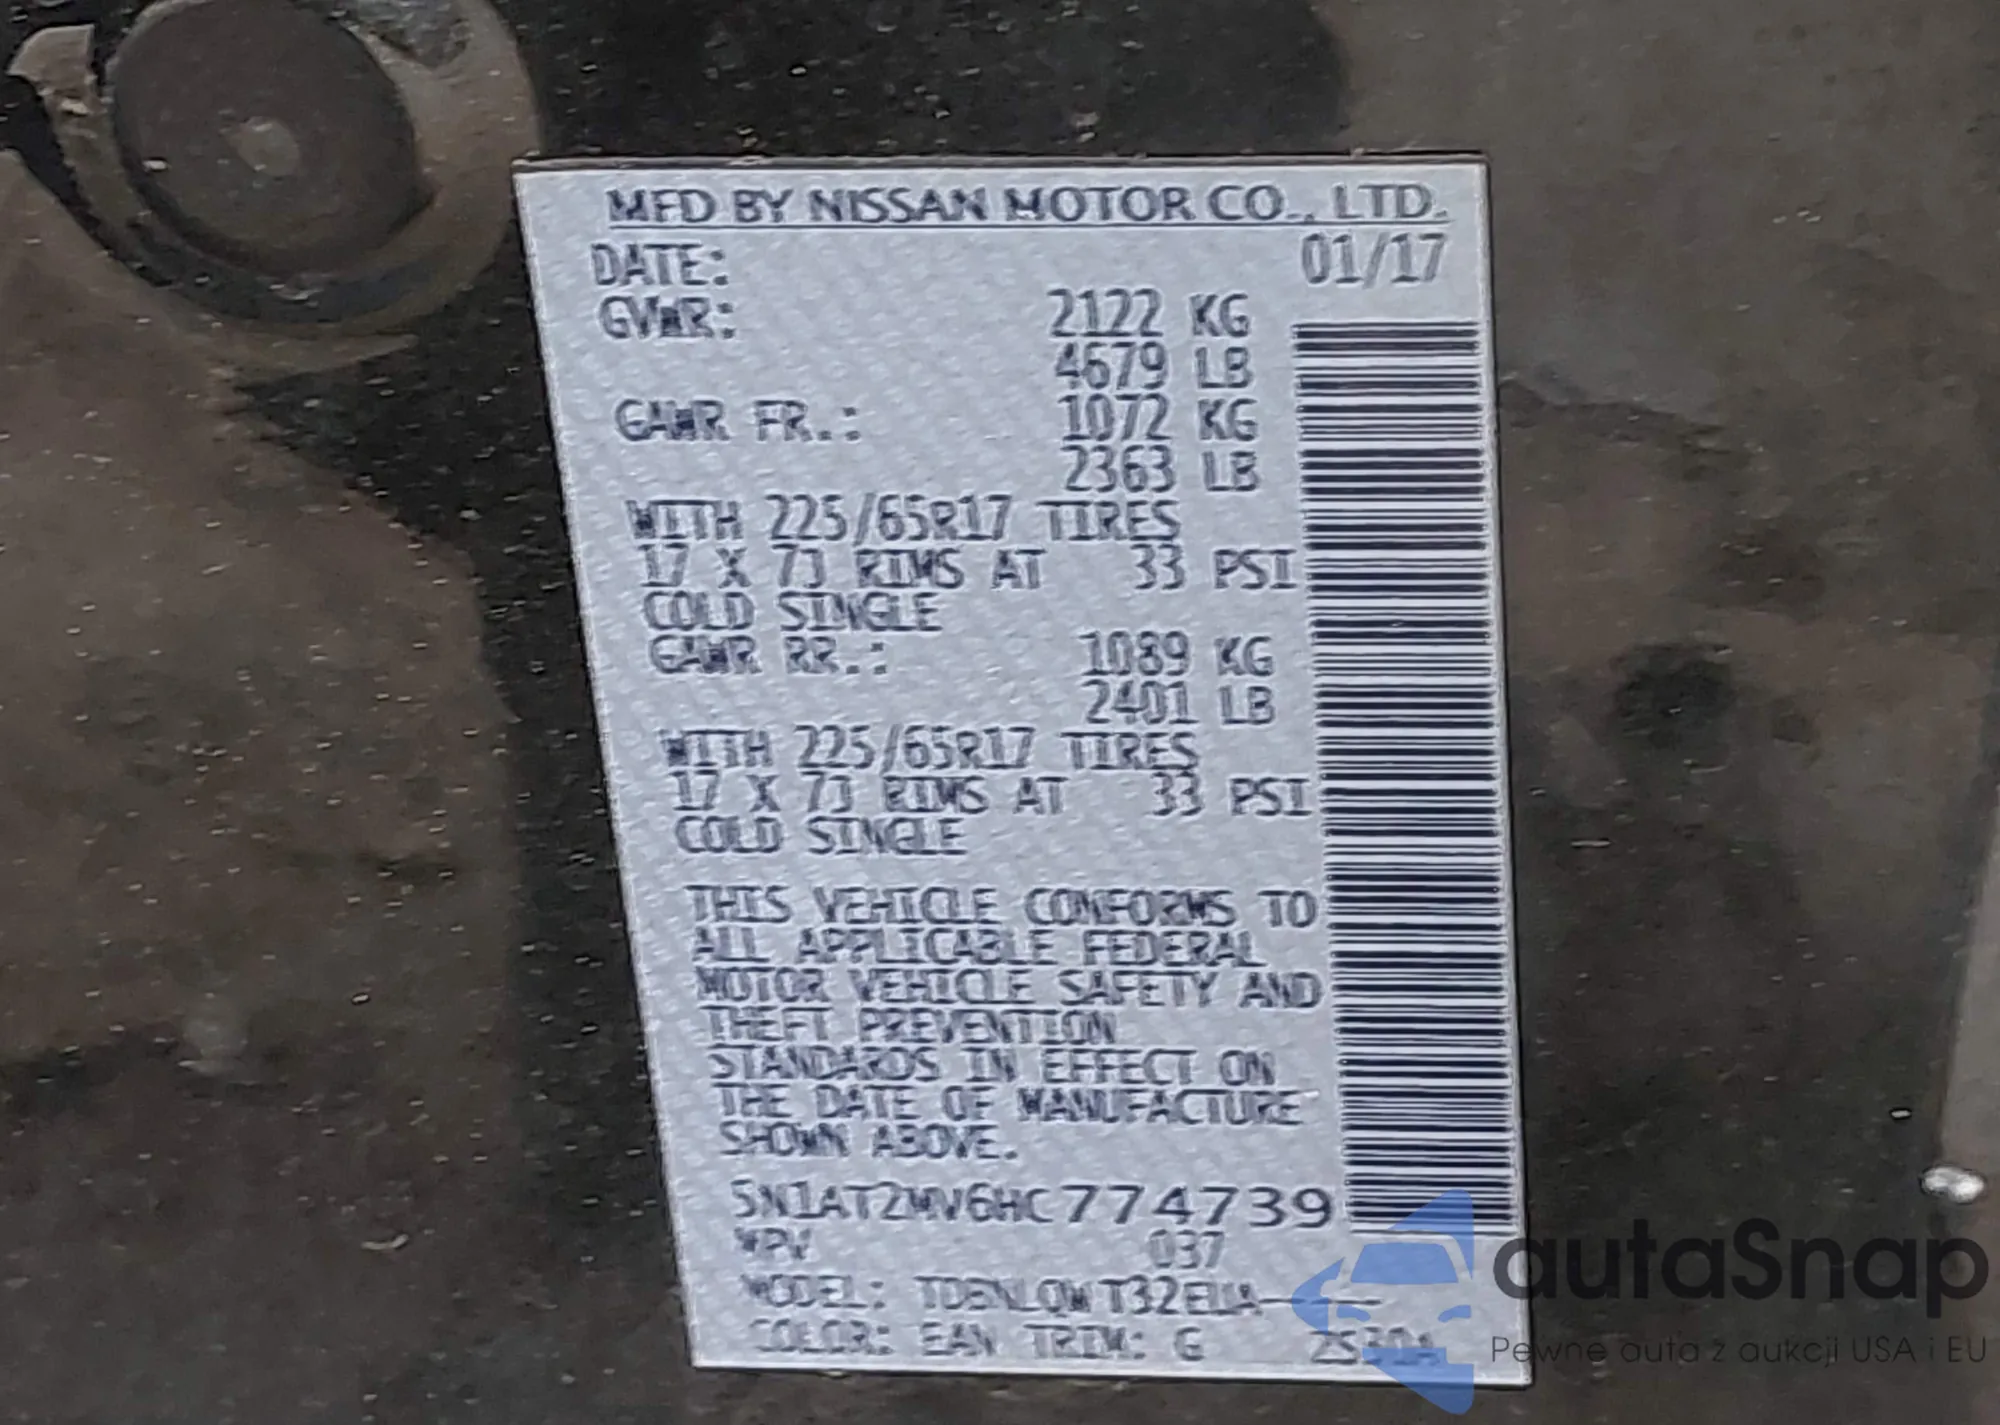 MFD BY NISSAN MOTOR CO., LTD.
DATE: 01/17
GVWR: 2122 KG
4679 LB
GAWR FR.: 1072 KG
2363 LB
WITH 225/65R17 TIRES
17 X 7J RIMS AT 33 PSI
COLD SINGLE
GAWR RR.: 1089 KG
2401 LB
WITH 225/65R17 TIRES
17 X 7J RIMS AT 33 PSI
COLD SINGLE
THIS VEHICLE CONFORMS TO
ALL APPLICABLE FEDERAL
MOTOR VEHICLE SAFETY AND
THEFT PREVENTION
STANDARDS IN EFFECT ON
THE DATE OF MANUFACTURE
SHOWN ABOVE.
5N1AT2MV6HC774739
MPV 037
MODEL:
COLOR: EAN TRIM: G
autaSnap
Pewne auta z aukcji USA i EU